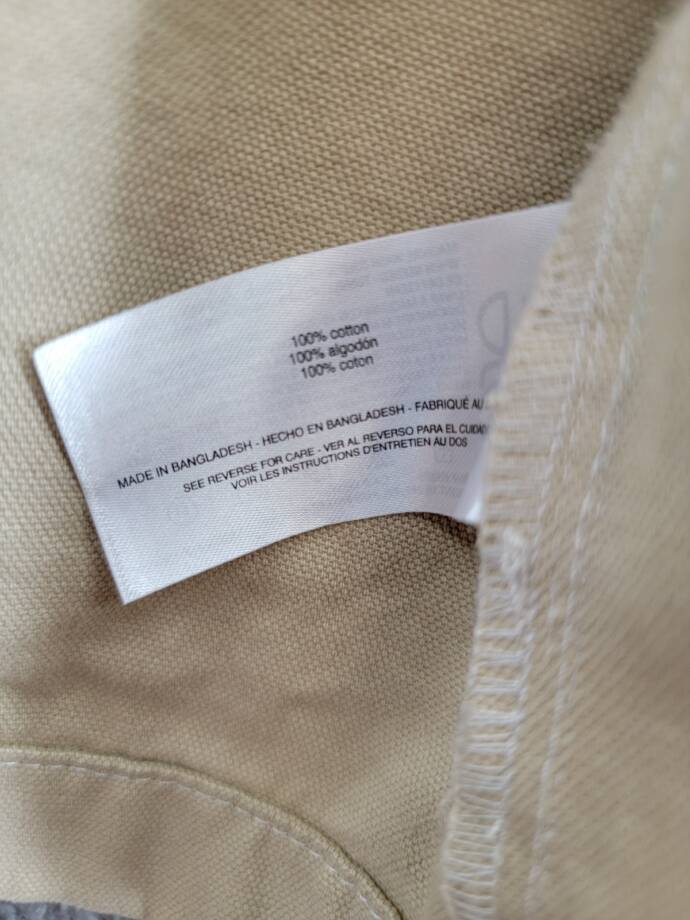 100% cotton
100% algodón
100% coton
MADE IN BANGLADESH - HECHO EN BANGLADESH - FABRIQUÉ AU
SEE REVERSE FOR CARE - VER AL REVERSO PARA EL CUIDAD
VOIR LES INSTRUCTIONS D'ENTRETIEN AU DOS